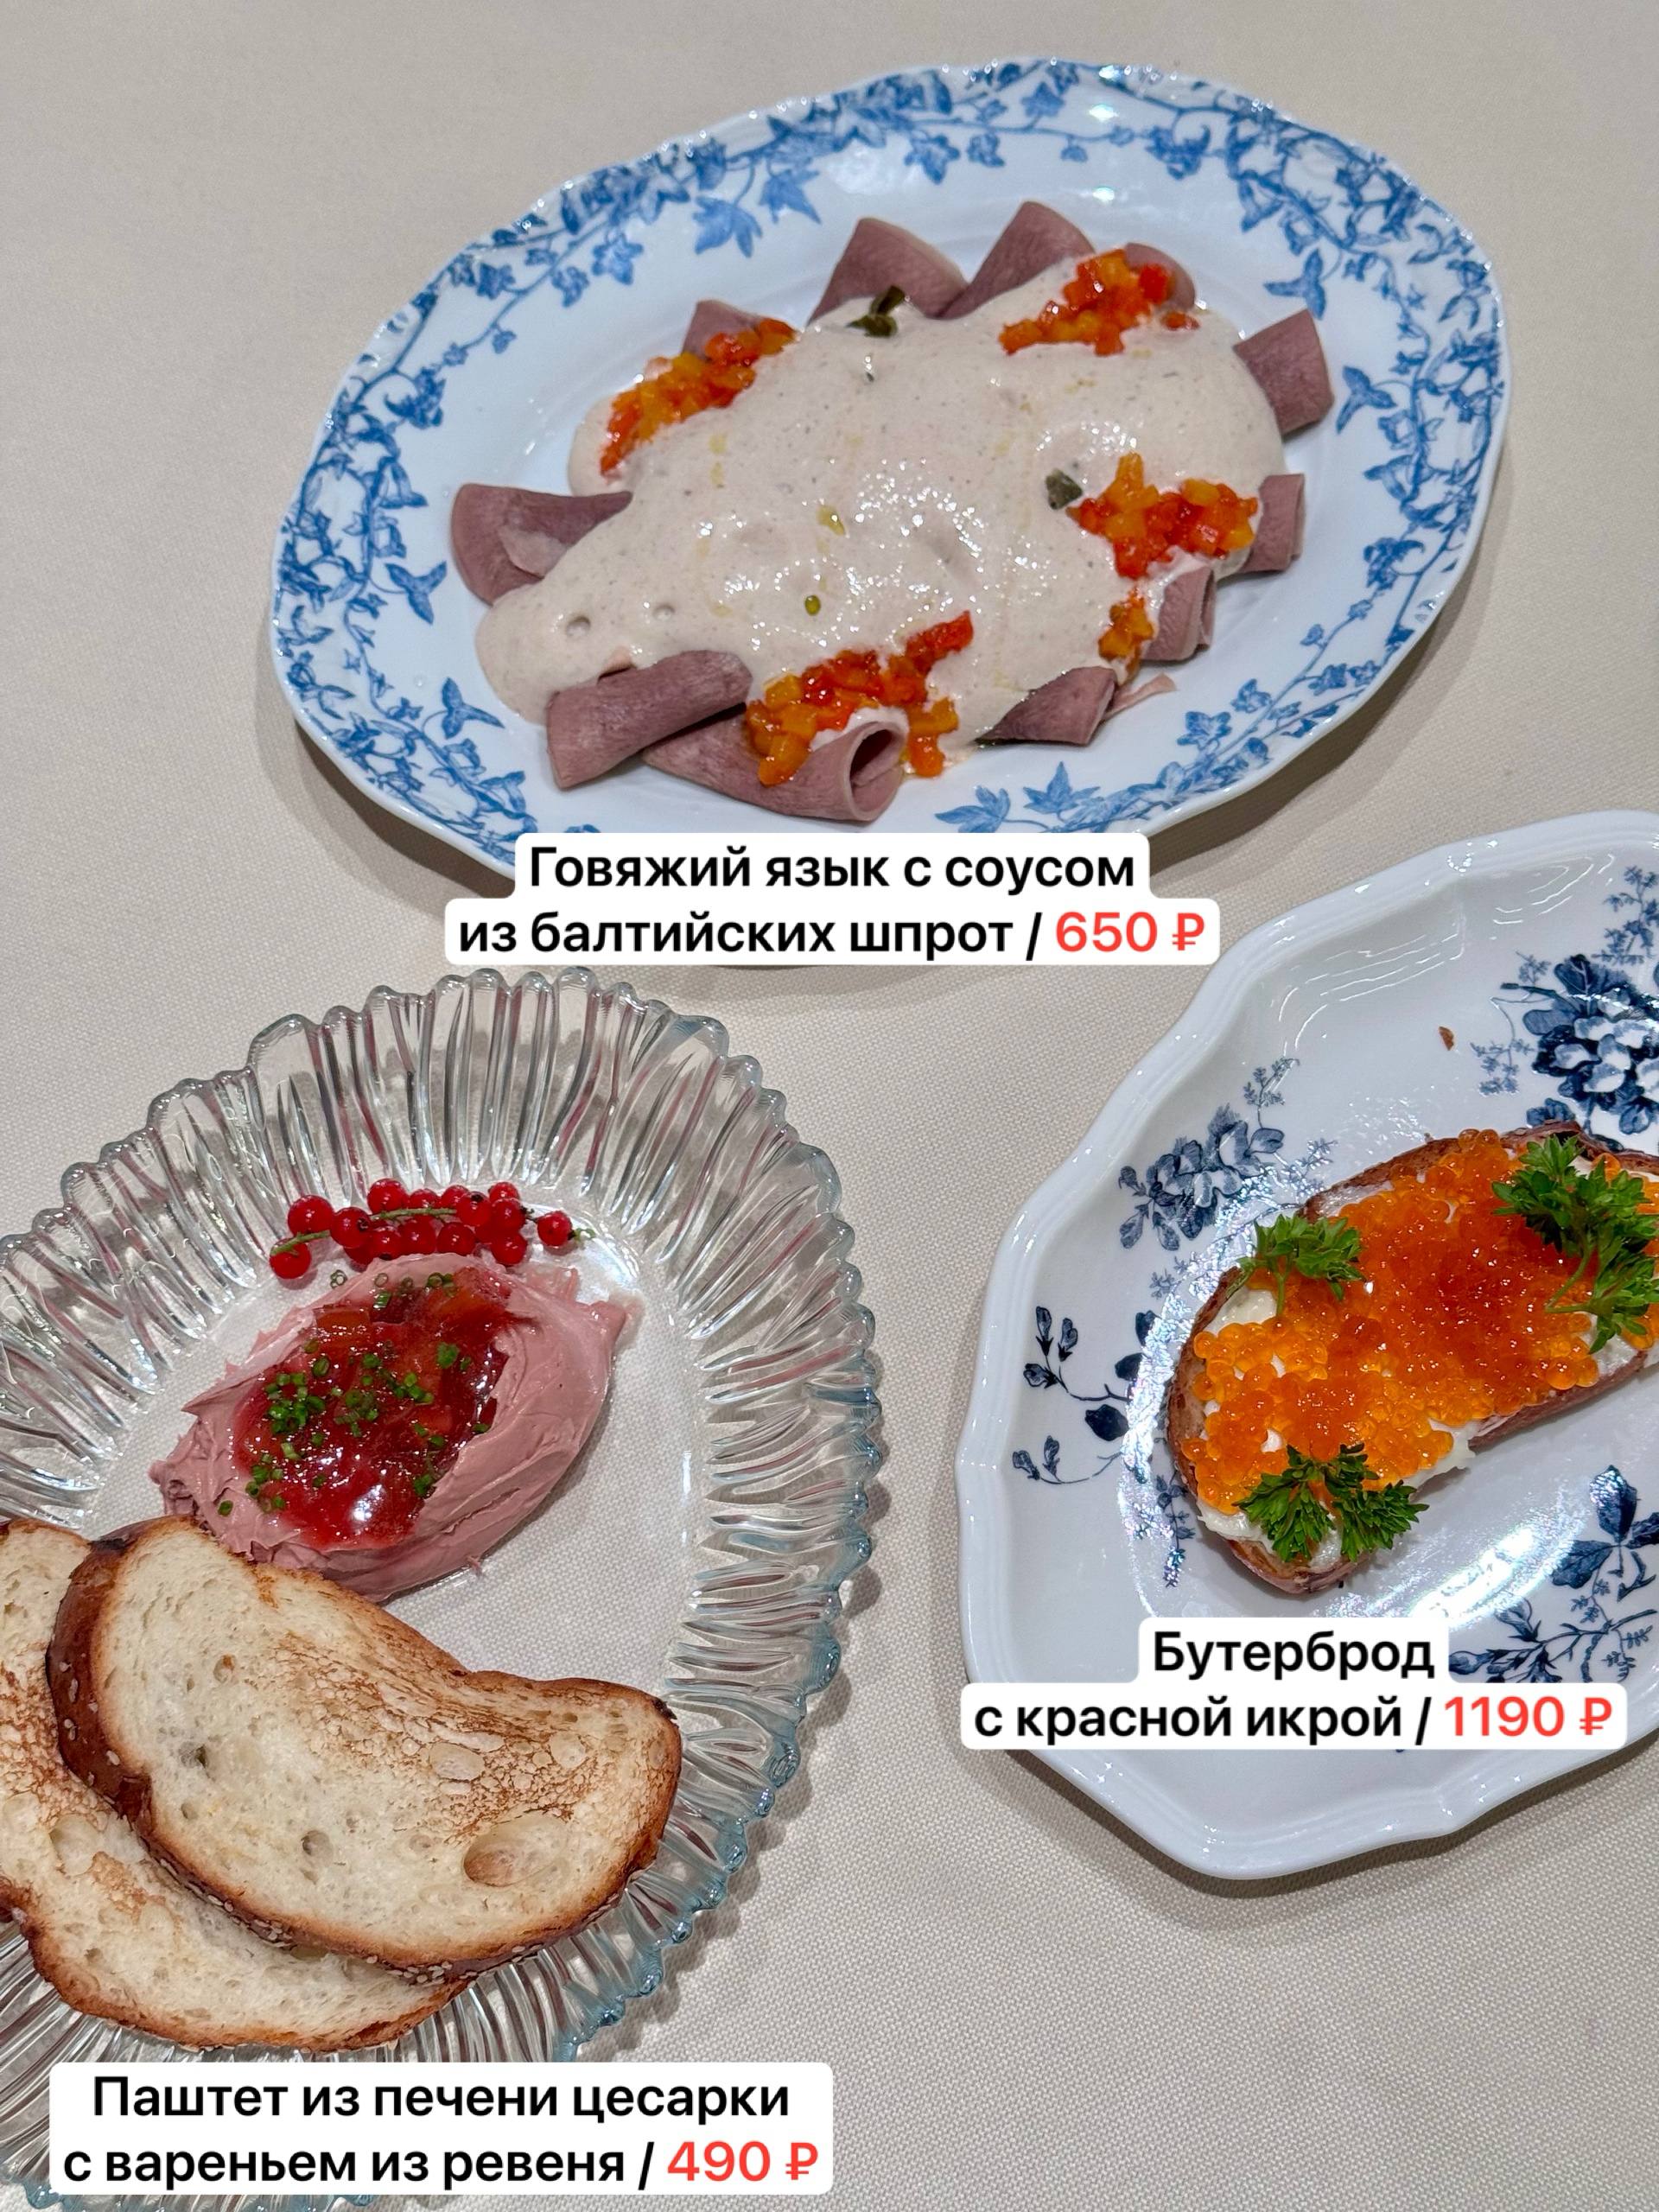 Говяжий язык с соусом
из балтийских шпрот / 650 ₽
Бутерброд
с красной икрой / 1190 ₽
Паштет из печени цесарки
с вареньем из ревеня / 490 ₽